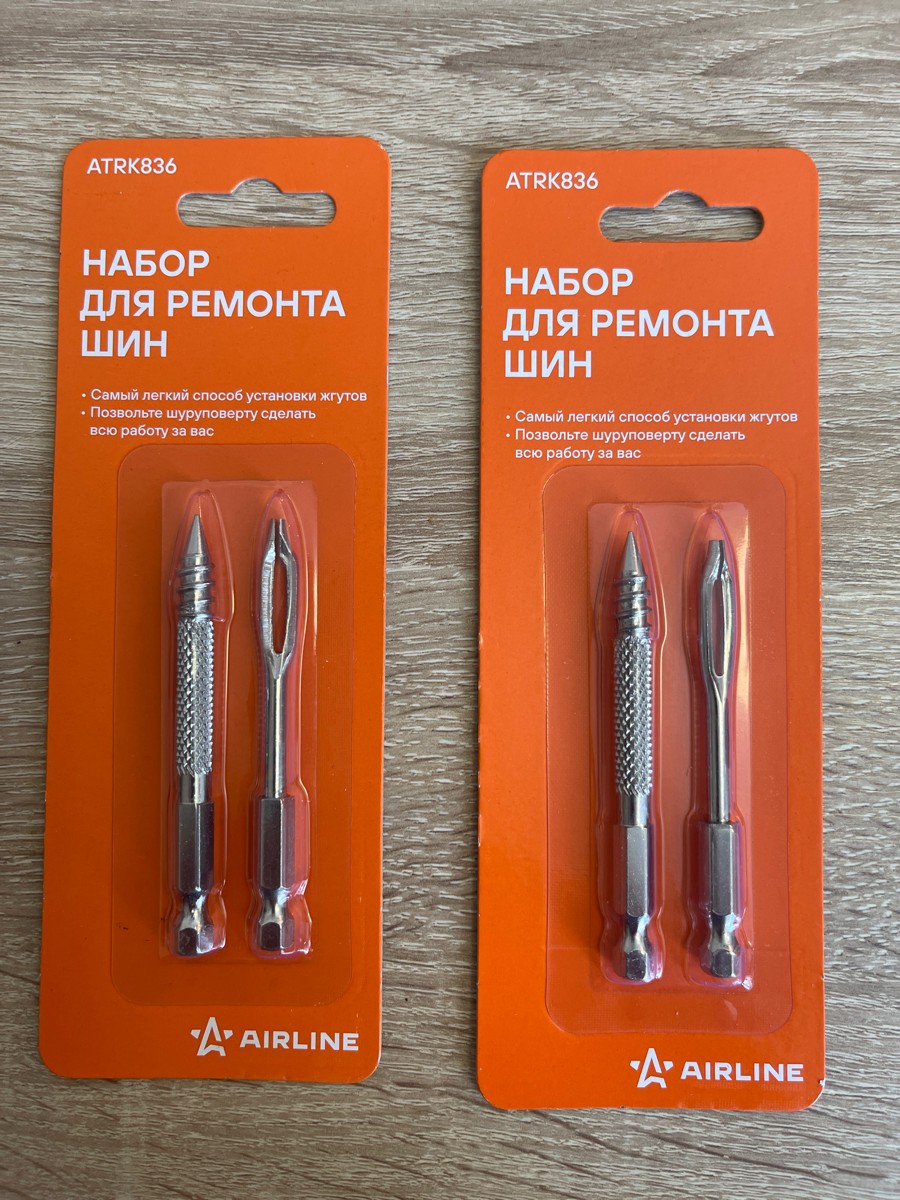 ATRK836
НАБОР
ДЛЯ РЕМОНТА
ШИН
• Самый легкий способ установки жгутов
• Позвольте шуруповерту сделать
всю работу за вас
AIRLINE
ATRK836
НАБОР
ДЛЯ РЕМОНТА
ШИН
• Самый легкий способ установки жгутов
• Позвольте шуруповерту сделать
всю работу за вас
AIRLINE